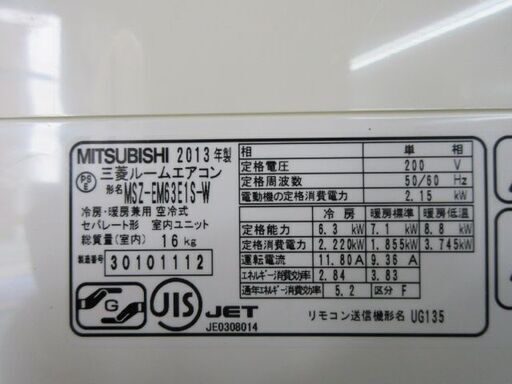 MITSUBISHI 2013年製
三菱ルームエアコン
PS E
形名 MSZ-EM63E1S-W
冷房・暖房兼用 空冷式
セパレート形 室内ユニット
総質量(室内) 16kg
製造番号 30101112
G
JIS JET
JE0308014
相 単相
定格電圧 200 V
定格周波数 50/60 Hz
電動機の定格消費電力 2.15 kW
冷房 暖房標準 暖房低温
定格能力 6.3 kW 7.1 kW 8.8 kW
定格消費電力 2.220kW 1.855kW 3.745kW
運転電流 11.80 A 9.36 A
エネルギー消費効率 2.84 3.83
通年エネルギー消費効率 5.2 区分 F
リモコン送信機形名 UG135